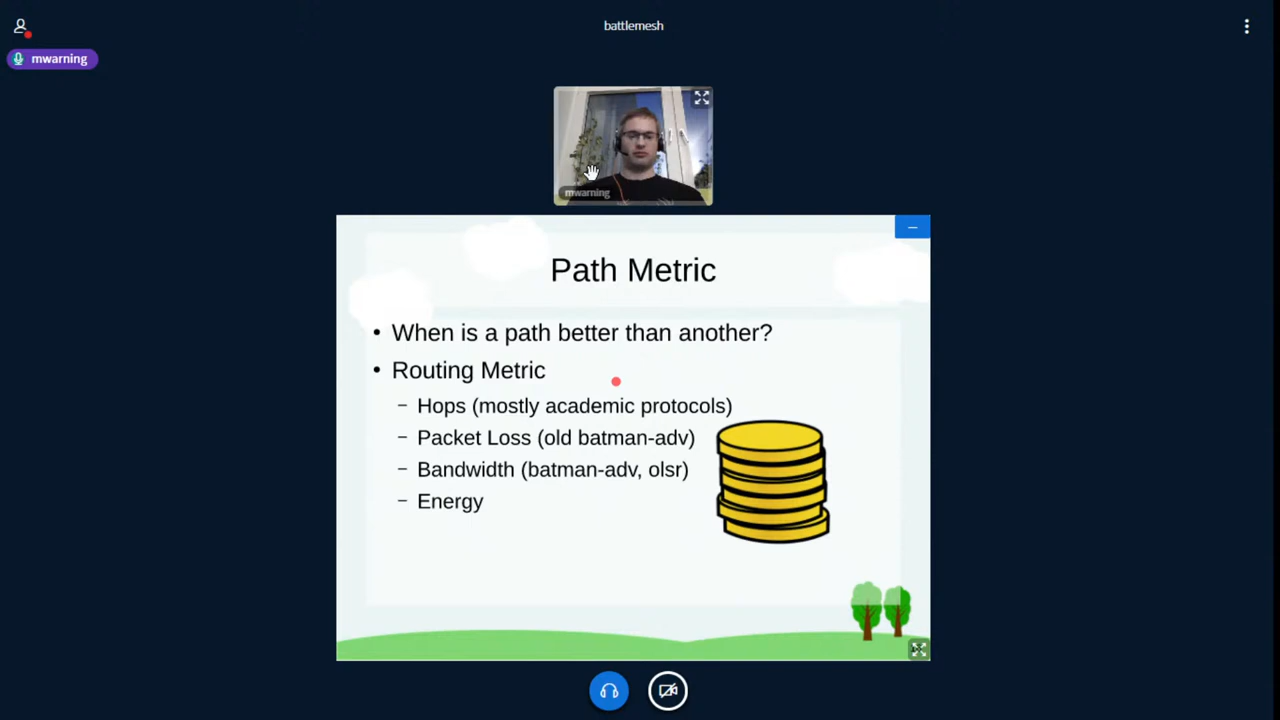 battlemesh
mwarning
mwarning
Path Metric
• When is a path better than another?
• Routing Metric
– Hops (mostly academic protocols)
– Packet Loss (old batman-adv)
– Bandwidth (batman-adv, olsr)
– Energy